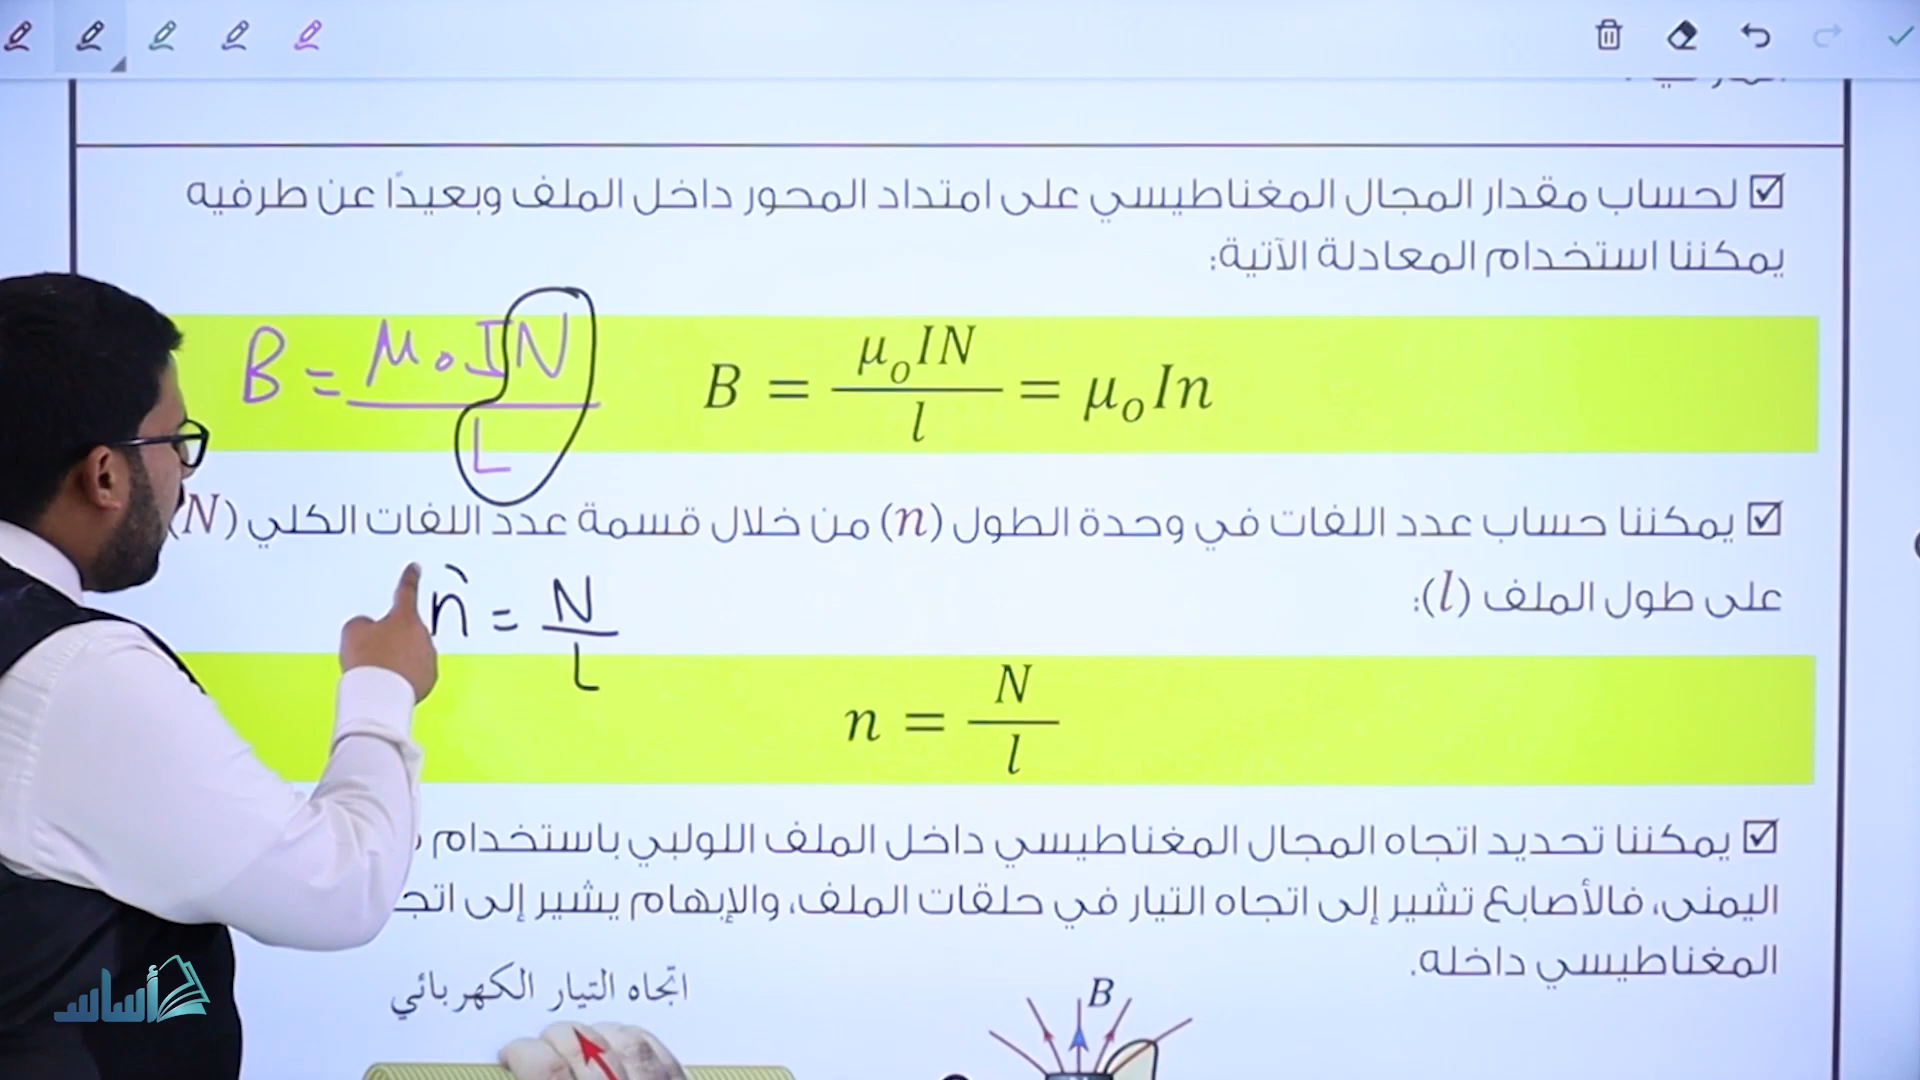 ☑ لحساب مقدار المجال المغناطيسي على امتداد المحور داخل الملف وبعيدًا عن طرفيه
يمكننا استخدام المعادلة الآتية:
B = μ₀IN / L
B = μ₀IN / l = μ₀In
☑ يمكننا حساب عدد اللفات في وحدة الطول (n) من خلال قسمة عدد اللفات الكلي (N)
على طول الملف (l):
n = N / L
n = N / l
☑ يمكننا تحديد اتجاه المجال المغناطيسي داخل الملف اللولبي باستخدام
اليمنى، فالأصابع تشير إلى اتجاه التيار في حلقات الملف، والإبهام يشير إلى
المغناطيسي داخله.
اتجاه التيار الكهربائي
B
أساس